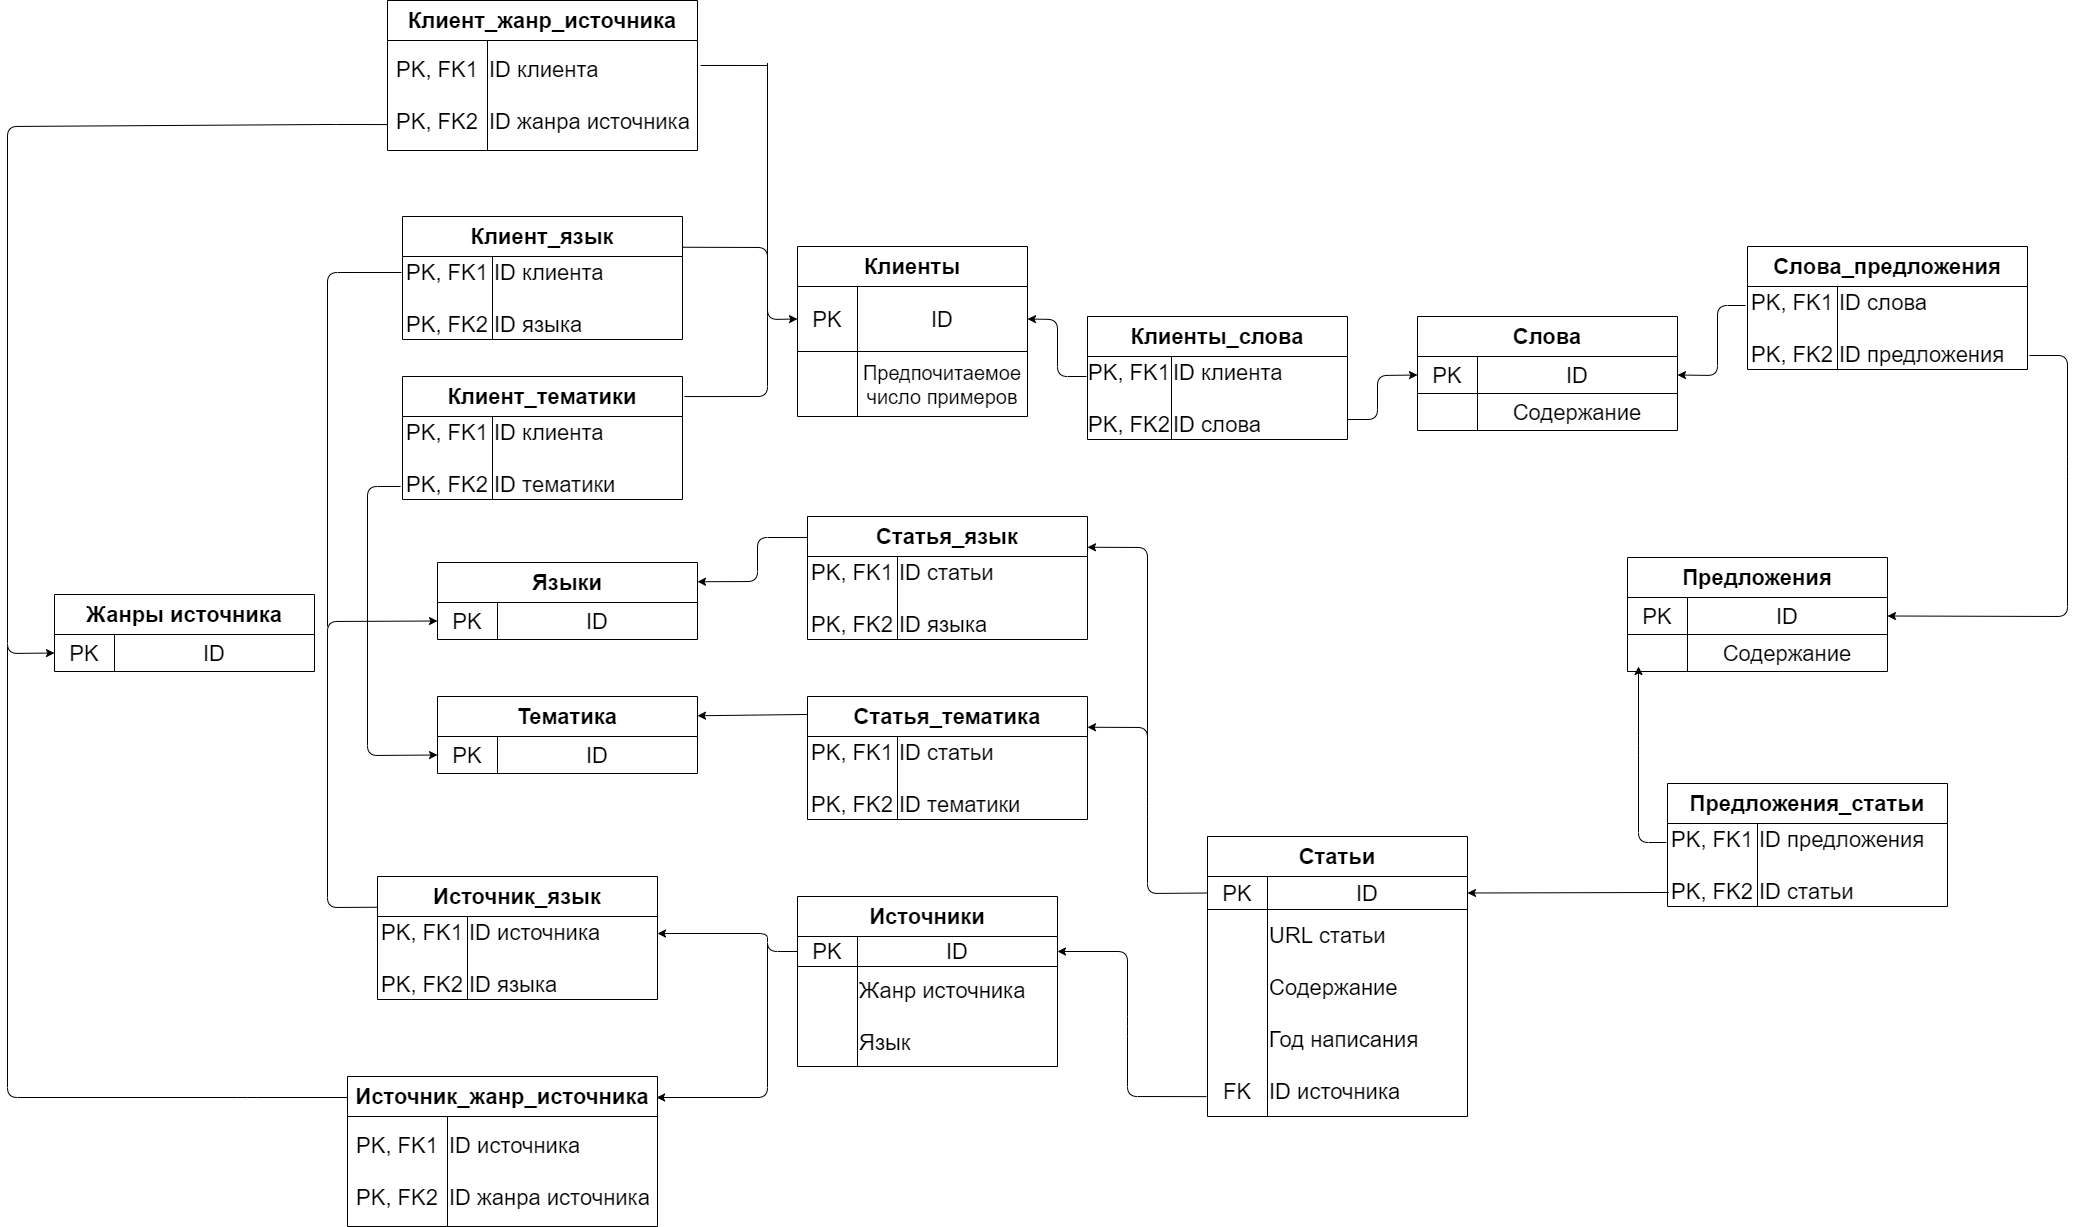 Клиент_жанр_источника
PK, FK1 ID клиента
PK, FK2 ID жанра источника
Клиент_язык
PK, FK1 ID клиента
PK, FK2 ID языка
Клиент_тематики
PK, FK1 ID клиента
PK, FK2 ID тематики
Клиенты
PK ID
Предпочитаемое
число примеров
Клиенты_слова
PK, FK1 ID клиента
PK, FK2 ID слова
Слова
PK ID
Содержание
Слова_предложения
PK, FK1 ID слова
PK, FK2 ID предложения
Жанры источника
PK ID
Языки
PK ID
Тематика
PK ID
Статья_язык
PK, FK1 ID статьи
PK, FK2 ID языка
Статья_тематика
PK, FK1 ID статьи
PK, FK2 ID тематики
Предложения
PK ID
Содержание
Предложения_статьи
PK, FK1 ID предложения
PK, FK2 ID статьи
Статьи
PK ID
URL статьи
Содержание
Год написания
FK ID источника
Источники
PK ID
Жанр источника
Язык
Источник_язык
PK, FK1 ID источника
PK, FK2 ID языка
Источник_жанр_источника
PK, FK1 ID источника
PK, FK2 ID жанра источника